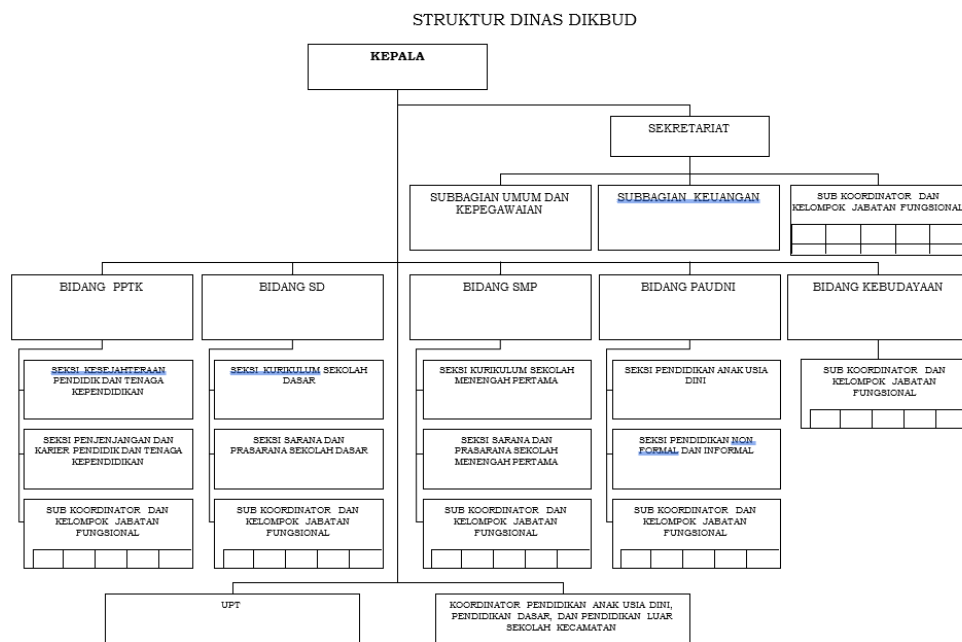 STRUKTUR DINAS DIKBUD
KEPALA
SEKRETARIAT
SUBBAGIAN UMUM DAN
KEPEGAWAIAN
SUBBAGIAN KEUANGAN
SUB KOORDINATOR DAN
KELOMPOK JABATAN FUNGSIONAL
BIDANG PPTK
BIDANG SD
BIDANG SMP
BIDANG PAUDNI
BIDANG KEBUDAYAAN
SEKSI KESEJAHTERAAN
PENDIDIK DAN TENAGA
KEPENDIDIKAN
SEKSI KURIKULUM SEKOLAH
DASAR
SEKSI KURIKULUM SEKOLAH
MENENGAH PERTAMA
SEKSI PENDIDIKAN ANAK USIA
DINI
SUB KOORDINATOR DAN
KELOMPOK JABATAN
FUNGSIONAL
SEKSI PENJENJANGAN DAN
KARIER PENDIDIK DAN TENAGA
KEPENDIDIKAN
SEKSI SARANA DAN
PRASARANA SEKOLAH DASAR
SEKSI SARANA DAN
PRASARANA SEKOLAH
MENENGAH PERTAMA
SEKSI PENDIDIKAN NON
FORMAL DAN INFORMAL
SUB KOORDINATOR DAN
KELOMPOK JABATAN
FUNGSIONAL
SUB KOORDINATOR DAN
KELOMPOK JABATAN
FUNGSIONAL
SUB KOORDINATOR DAN
KELOMPOK JABATAN
FUNGSIONAL
SUB KOORDINATOR DAN
KELOMPOK JABATAN
FUNGSIONAL
UPT
KOORDINATOR PENDIDIKAN ANAK USIA DINI,
PENDIDIKAN DASAR, DAN PENDIDIKAN LUAR
SEKOLAH KECAMATAN